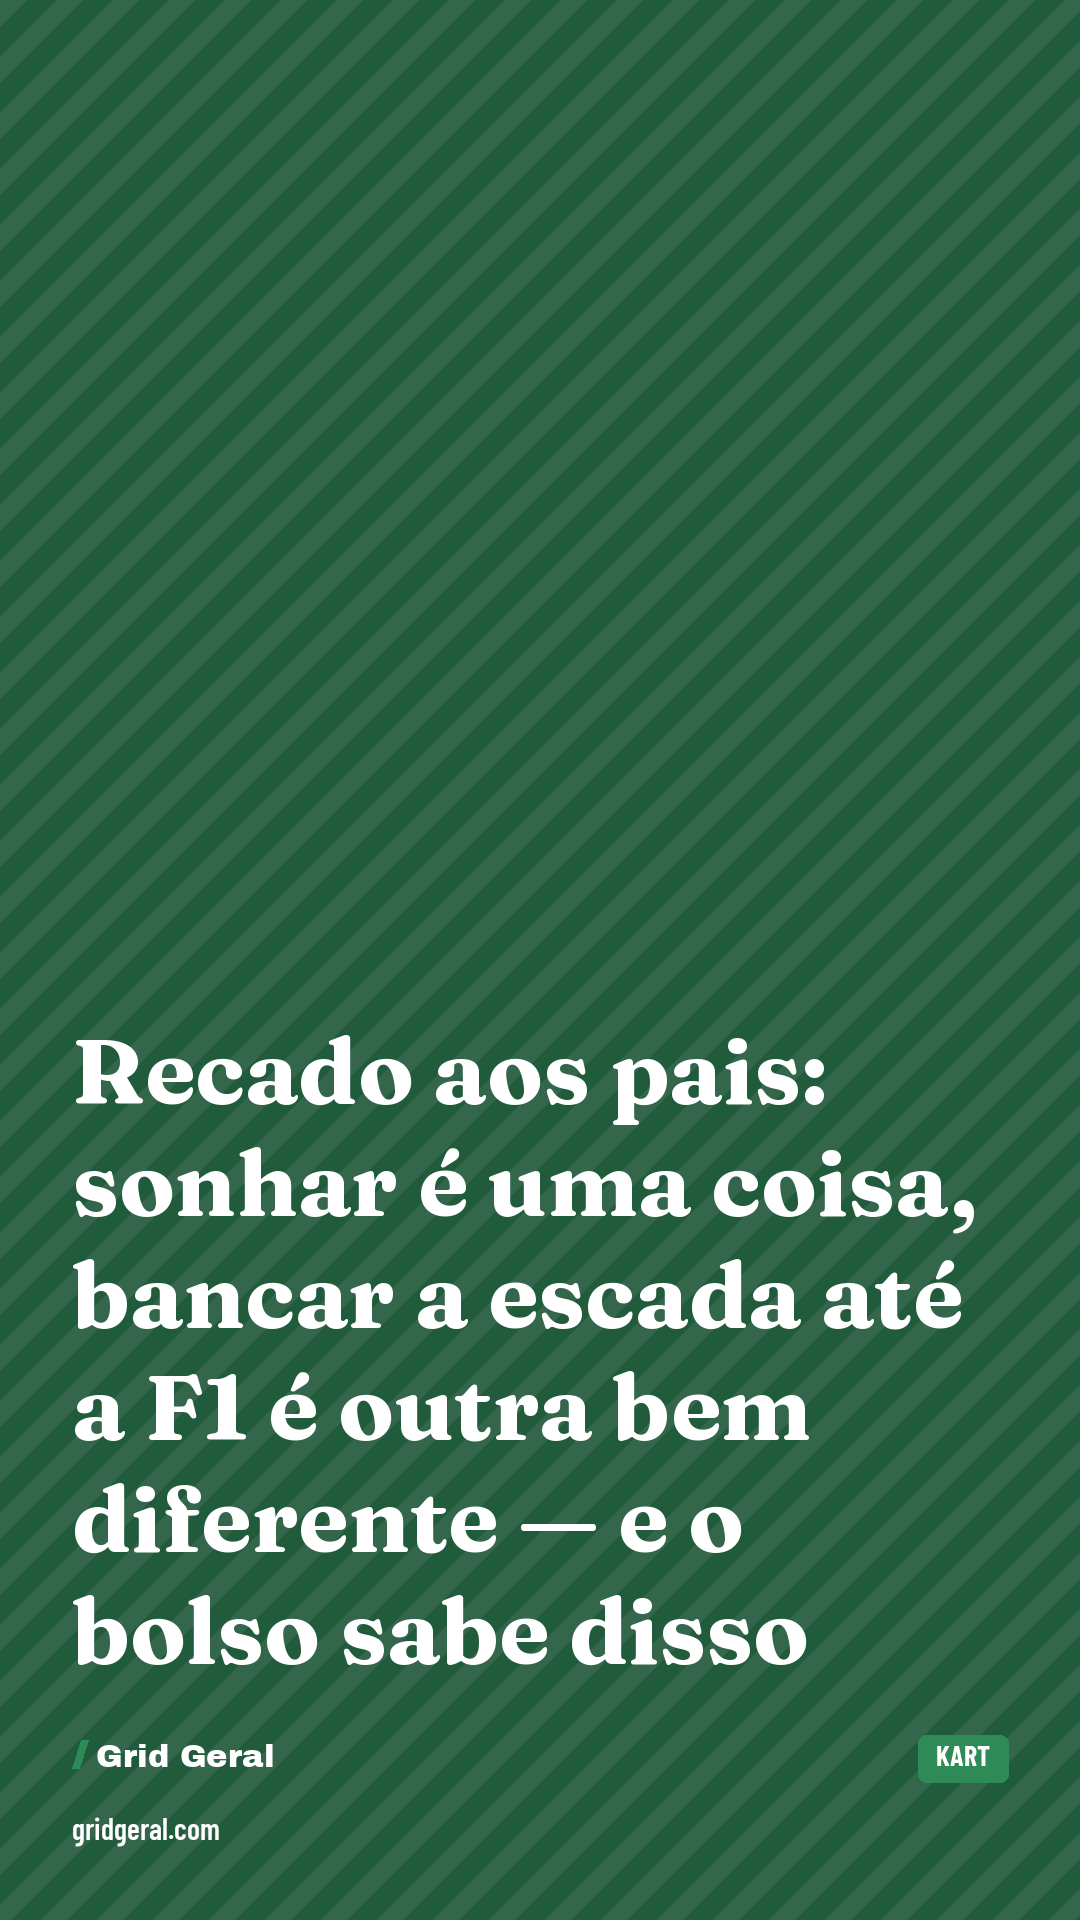 Recado aos pais:
sonhar é uma coisa,
bancar a escada até
a F1 é outra bem
diferente — e o
bolso sabe disso
/ Grid Geral
KART
gridgeral.com